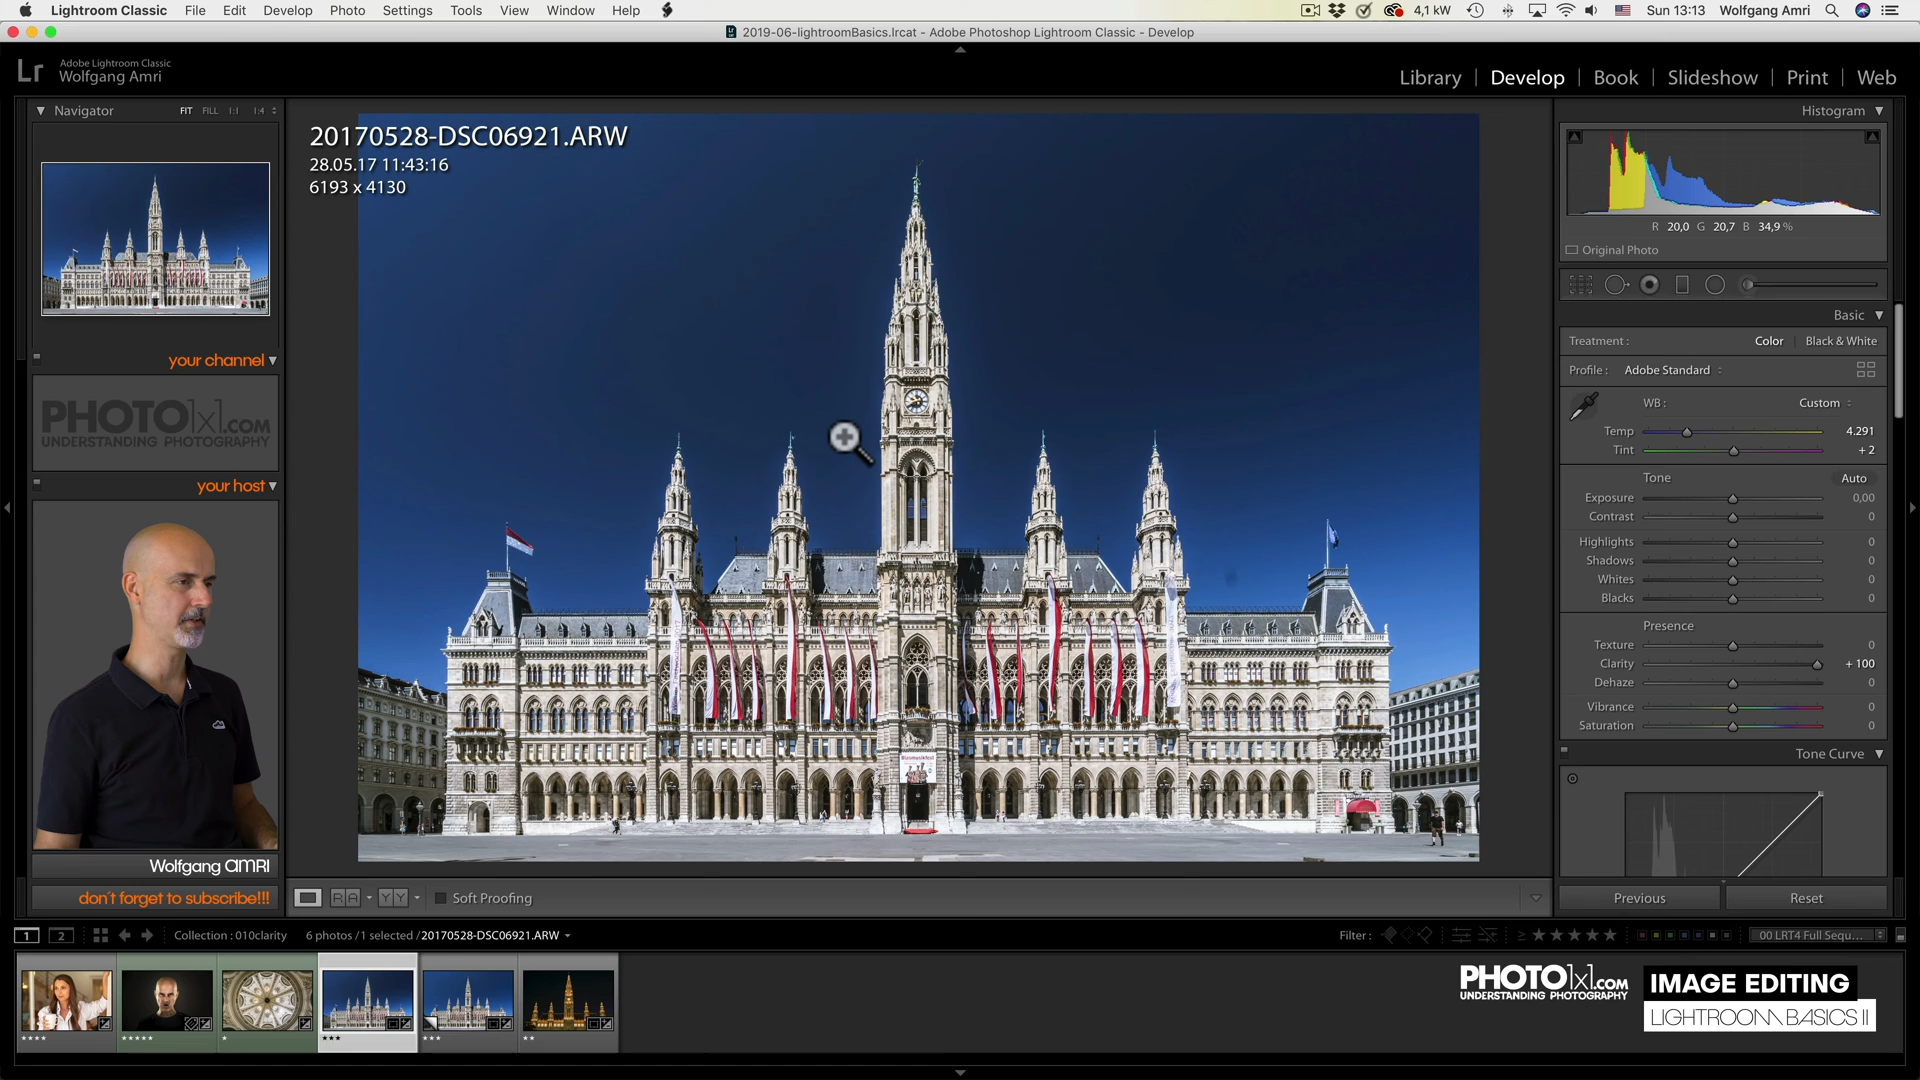 Lightroom Classic File Edit Develop Photo Settings Tools View Window Help 4,1 kW Sun 13:13 Wolfgang Amri
2019-06-lightroomBasics.lrcat - Adobe Photoshop Lightroom Classic - Develop
Lr
Adobe Lightroom Classic
Wolfgang Amri
Library | Develop | Book | Slideshow | Print | Web
Navigator FIT FILL 1:1 1:4
your channel
PHOTO1x1.COM
UNDERSTANDING PHOTOGRAPHY
your host
Wolfgang AMRI
don´t forget to subscribe!!!
20170528-DSC06921.ARW
28.05.17 11:43:16
6193 x 4130
Blasmusikfest
Histogram
R 20,0 G 20,7 B 34,9 %
Original Photo
Basic
Treatment : Color Black & White
Profile : Adobe Standard
WB : Custom
Temp 4.291
Tint + 2
Tone Auto
Exposure 0,00
Contrast 0
Highlights 0
Shadows 0
Whites 0
Blacks 0
Presence
Texture 0
Clarity + 100
Dehaze 0
Vibrance 0
Saturation 0
Tone Curve
Previous Reset
R A Y Y Soft Proofing
1 2 Collection : 010clarity 6 photos / 1 selected / 20170528-DSC06921.ARW Filter : ≥ ★★★★★ 00 LRT4 Full Sequ...
PHOTO1x1.COM
UNDERSTANDING PHOTOGRAPHY
IMAGE EDITING
LIGHTROOM BASICS II